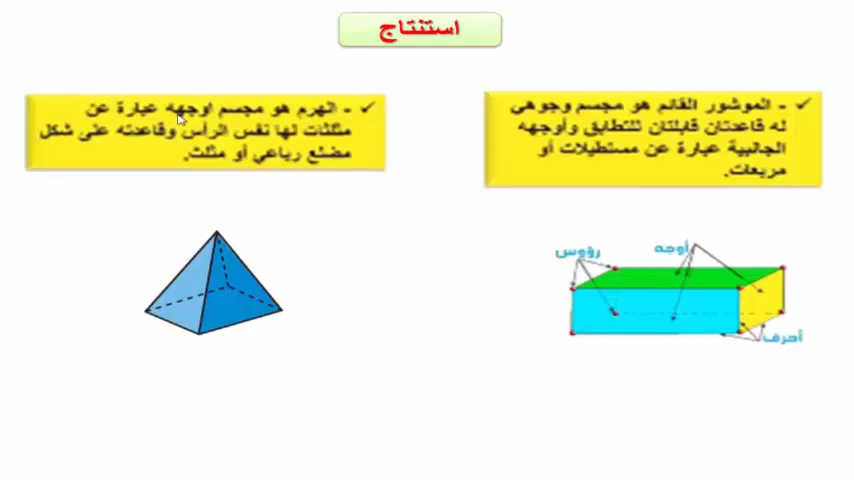 استنتاج
- الموشور القائم هو مجسم وجوهي
له قاعدتان قابلتان للتطابق وأوجهه
الجانبية عبارة عن مستطيلات أو
مربعات.
- الهرم هو مجسم اوجهه عبارة عن
مثلثات لها نفس الرأس وقاعدته على شكل
مضلع رباعي أو مثلث.
رؤوس
أوجه
أحرف